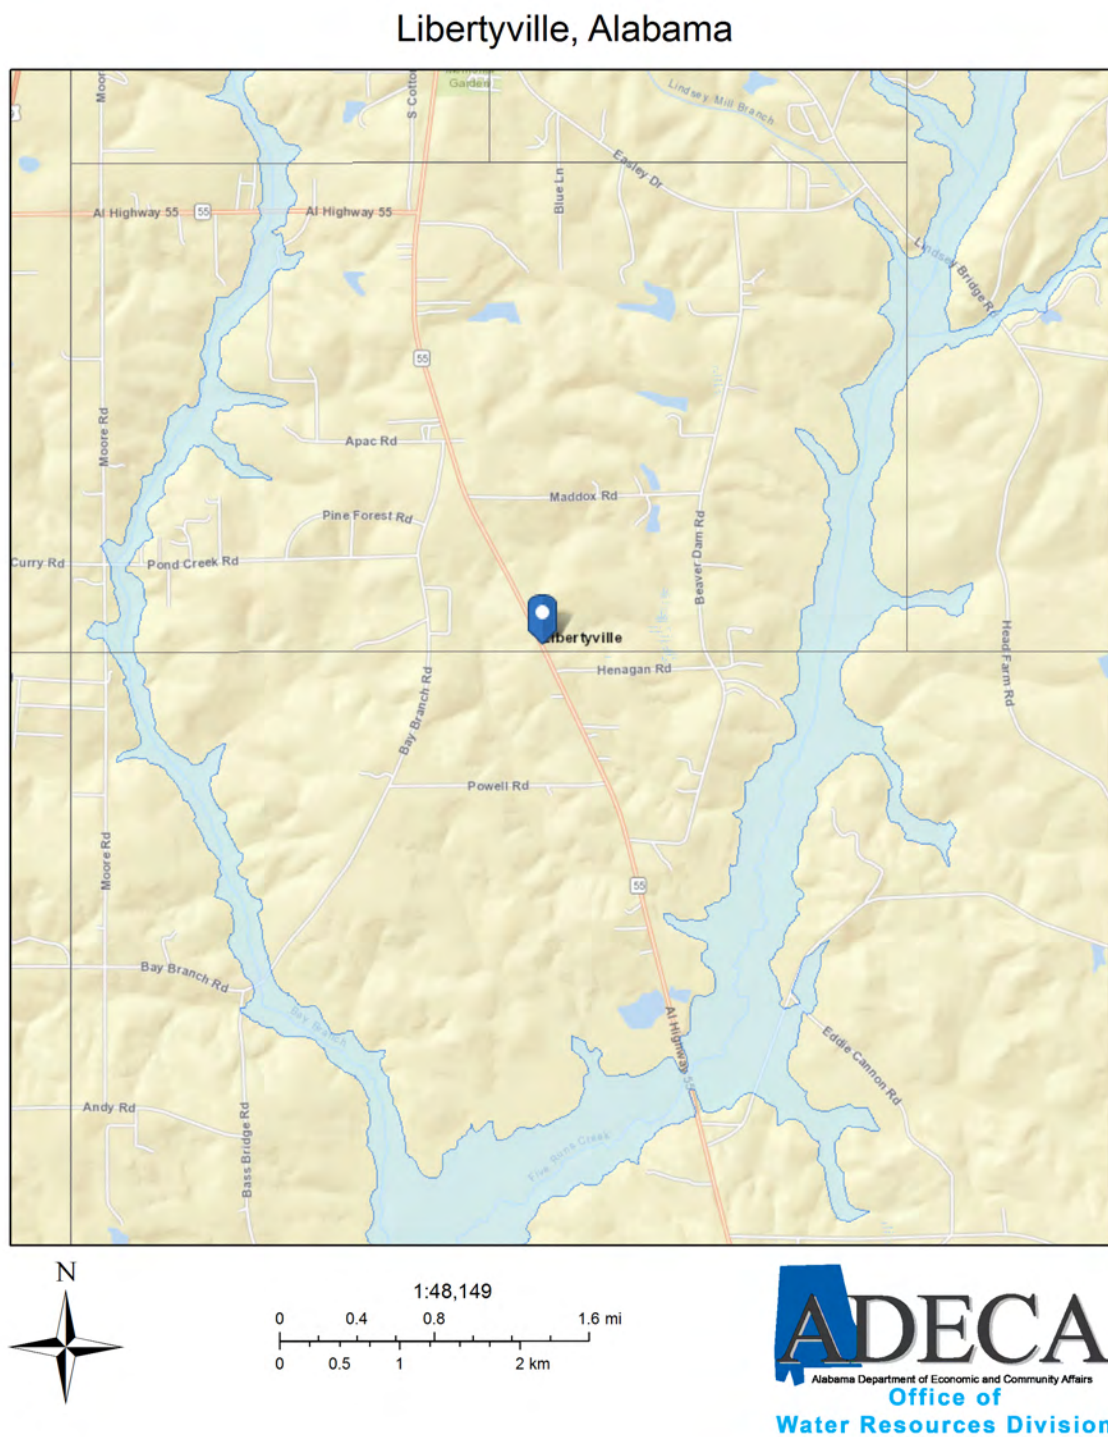 Libertyville, Alabama
Moor
S Cotto
Garden
Lindsey Mill Branch
Easley Dr
Blue Ln
Al Highway 55
55
Al Highway 55
Lindsey Bridge Rd
55
Moore Rd
Apac Rd
Maddox Rd
Pine Forest Rd
Beaver Dam Rd
Curry Rd
Pond Creek Rd
Libertyville
Henagan Rd
Head Farm Rd
Bay Branch Rd
Powell Rd
Moore Rd
55
Bay Branch Rd
Bay Branch
Al Highway 55
Eddie Cannon Rd
Andy Rd
Bass Bridge Rd
Five Runs Creek
N
1:48,149
0 0.4 0.8 1.6 mi
0 0.5 1 2 km
ADECA
Alabama Department of Economic and Community Affairs
Office of
Water Resources Division